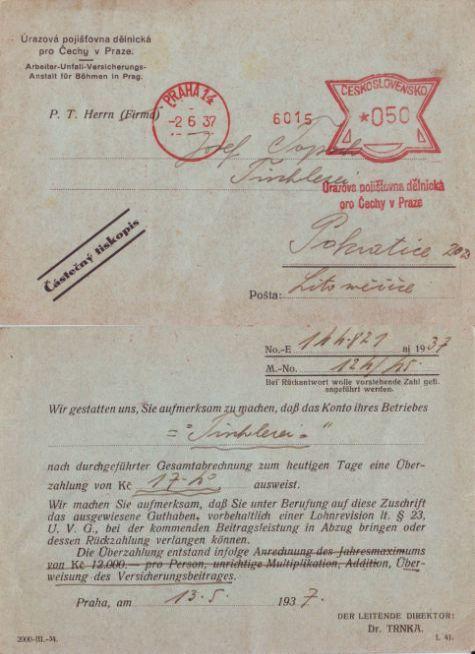 Úrazová pojišťovna dělnická
pro Čechy v Praze.
Arbeiter-Unfall-Versicherungs-
Anstalt für Böhmen in Prag.
PRAHA 14
-2 6 37
6015
ČESKOSLOVENSKO
*050
P. T. Herrn (Firma)
Josef
Tischlerei
Úrazová pojišťovna dělnická
pro Čechy v Praze
Částečný tiskopis
Pokratice 202
Pošta: Litoměřice
No.-E 144.821 ai 1937
M.-No.
Bei Rückantwort wolle vorstehende Zahl gefl.
angeführt werden.
Wir gestatten uns, Sie aufmerksam zu machen, daß das Konto ihres Betriebes
="Tischlerei="
nach durchgeführter Gesamtabrechnung zum heutigen Tage eine Über-
zahlung von Kč 17·- ausweist.
Wir machen Sie aufmerksam, daß Sie unter Berufung auf diese Zuschrift
das ausgewiesene Guthaben, vorbehaltlich einer Lohnrevision lt. § 23,
U. V. G., bei der kommenden Beitragsleistung in Abzug bringen oder
dessen Rückzahlung verlangen können.
Die Überzahlung entstand infolge Anrechnung des Jahresmaximums
von Kč 12.000.— pro Person, unrichtige Multiplikation, Addition, Über-
weisung des Versicherungsbeitrages.
Praha, am 13.5. 1937.
DER LEITENDE DIREKTOR:
Dr. TRNKA.
2000-III.-34.
L 41.